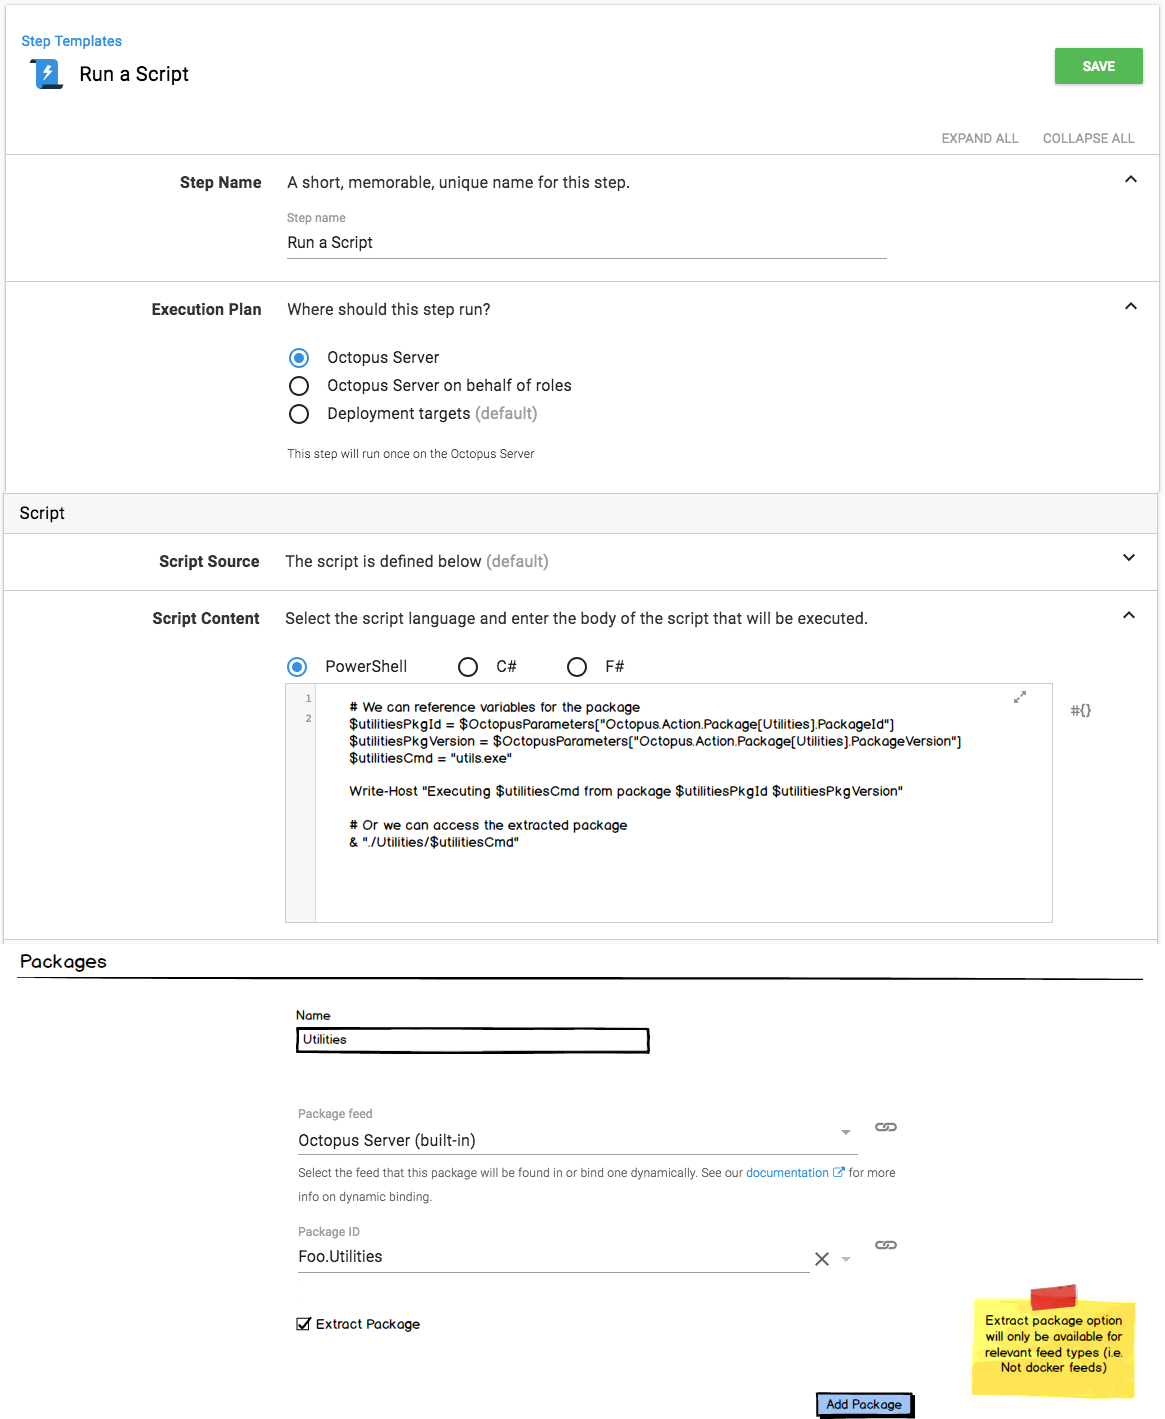 Step Templates
Run a Script
SAVE
EXPAND ALL COLLAPSE ALL
Step Name A short, memorable, unique name for this step.
Step name
Run a Script
Execution Plan Where should this step run?
Octopus Server
Octopus Server on behalf of roles
Deployment targets (default)
This step will run once on the Octopus Server
Script
Script Source The script is defined below (default)
Script Content Select the script language and enter the body of the script that will be executed.
PowerShell C# F#
1
2
# We can reference variables for the package
$utilitiesPkgId = $OctopusParameters["Octopus.Action.Package[Utilities].PackageId"]
$utilitiesPkgVersion = $OctopusParameters["Octopus.Action.Package[Utilities].PackageVersion"]
$utilitiesCmd = "utils.exe"
Write-Host "Executing $utilitiesCmd from package $utilitiesPkgId $utilitiesPkgVersion"
# Or we can access the extracted package
& "./Utilities/$utilitiesCmd"
#{}
Packages
Name
Utilities
Package feed
Octopus Server (built-in)
Select the feed that this package will be found in or bind one dynamically. See our documentation for more
info on dynamic binding.
Package ID
Foo.Utilities
Extract Package
Extract package option
will only be available for
relevant feed types (i.e.
Not docker feeds)
Add Package